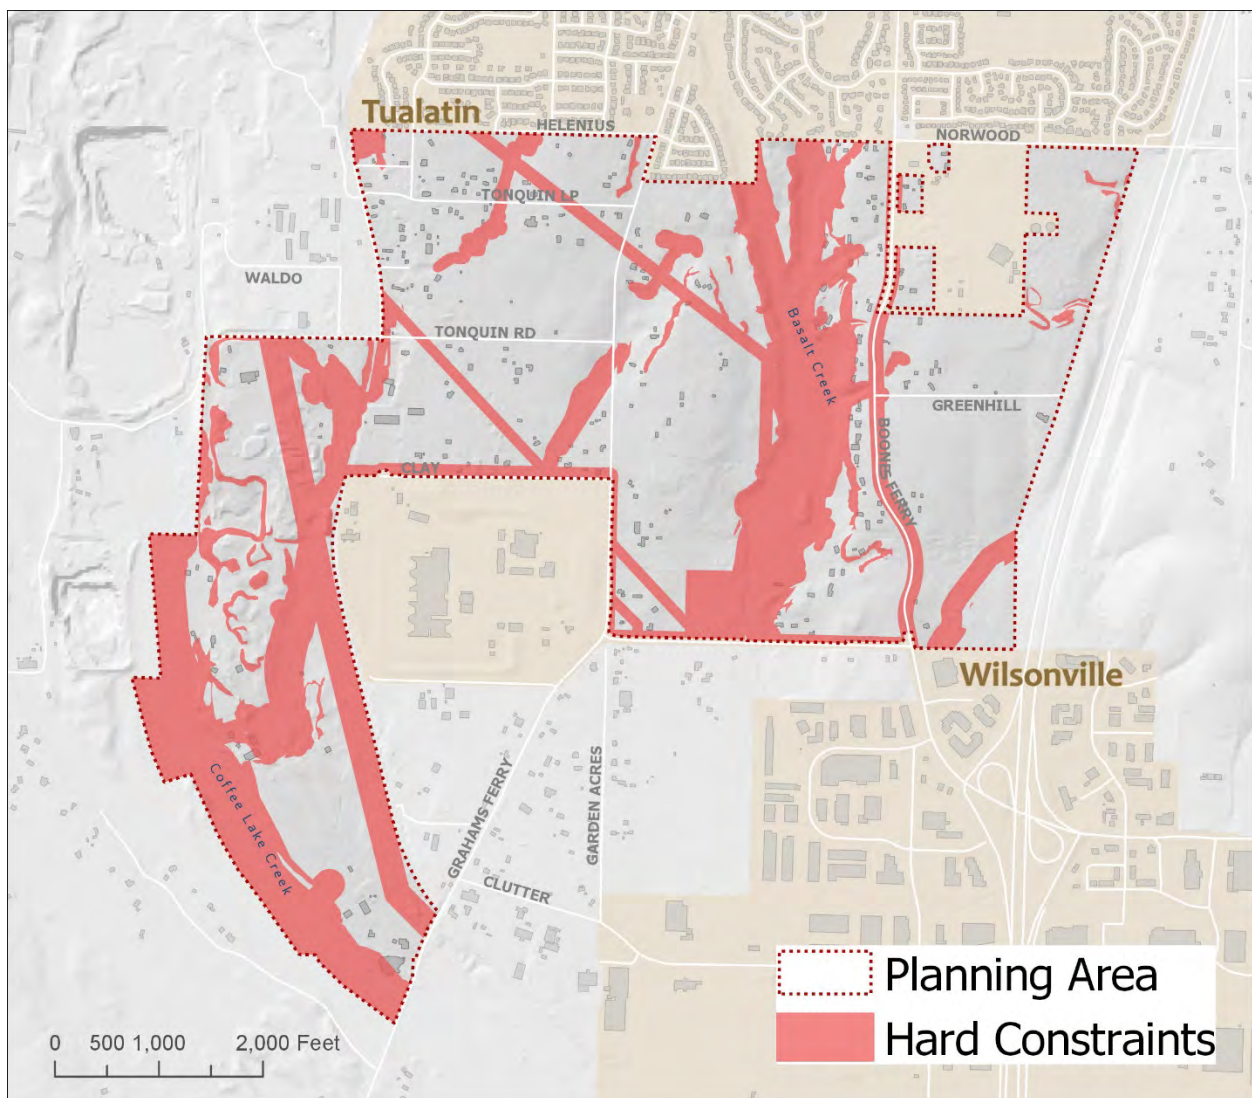 Tualatin
HELENIUS
NORWOOD
TONQUIN LP
WALDO
TONQUIN RD
Basalt Creek
GREENHILL
BOONES FERRY
CLAY
Wilsonville
Coffee Lake Creek
GRAHAMS FERRY
GARDEN ACRES
CLUTTER
Planning Area
Hard Constraints
0 500 1,000 2,000 Feet